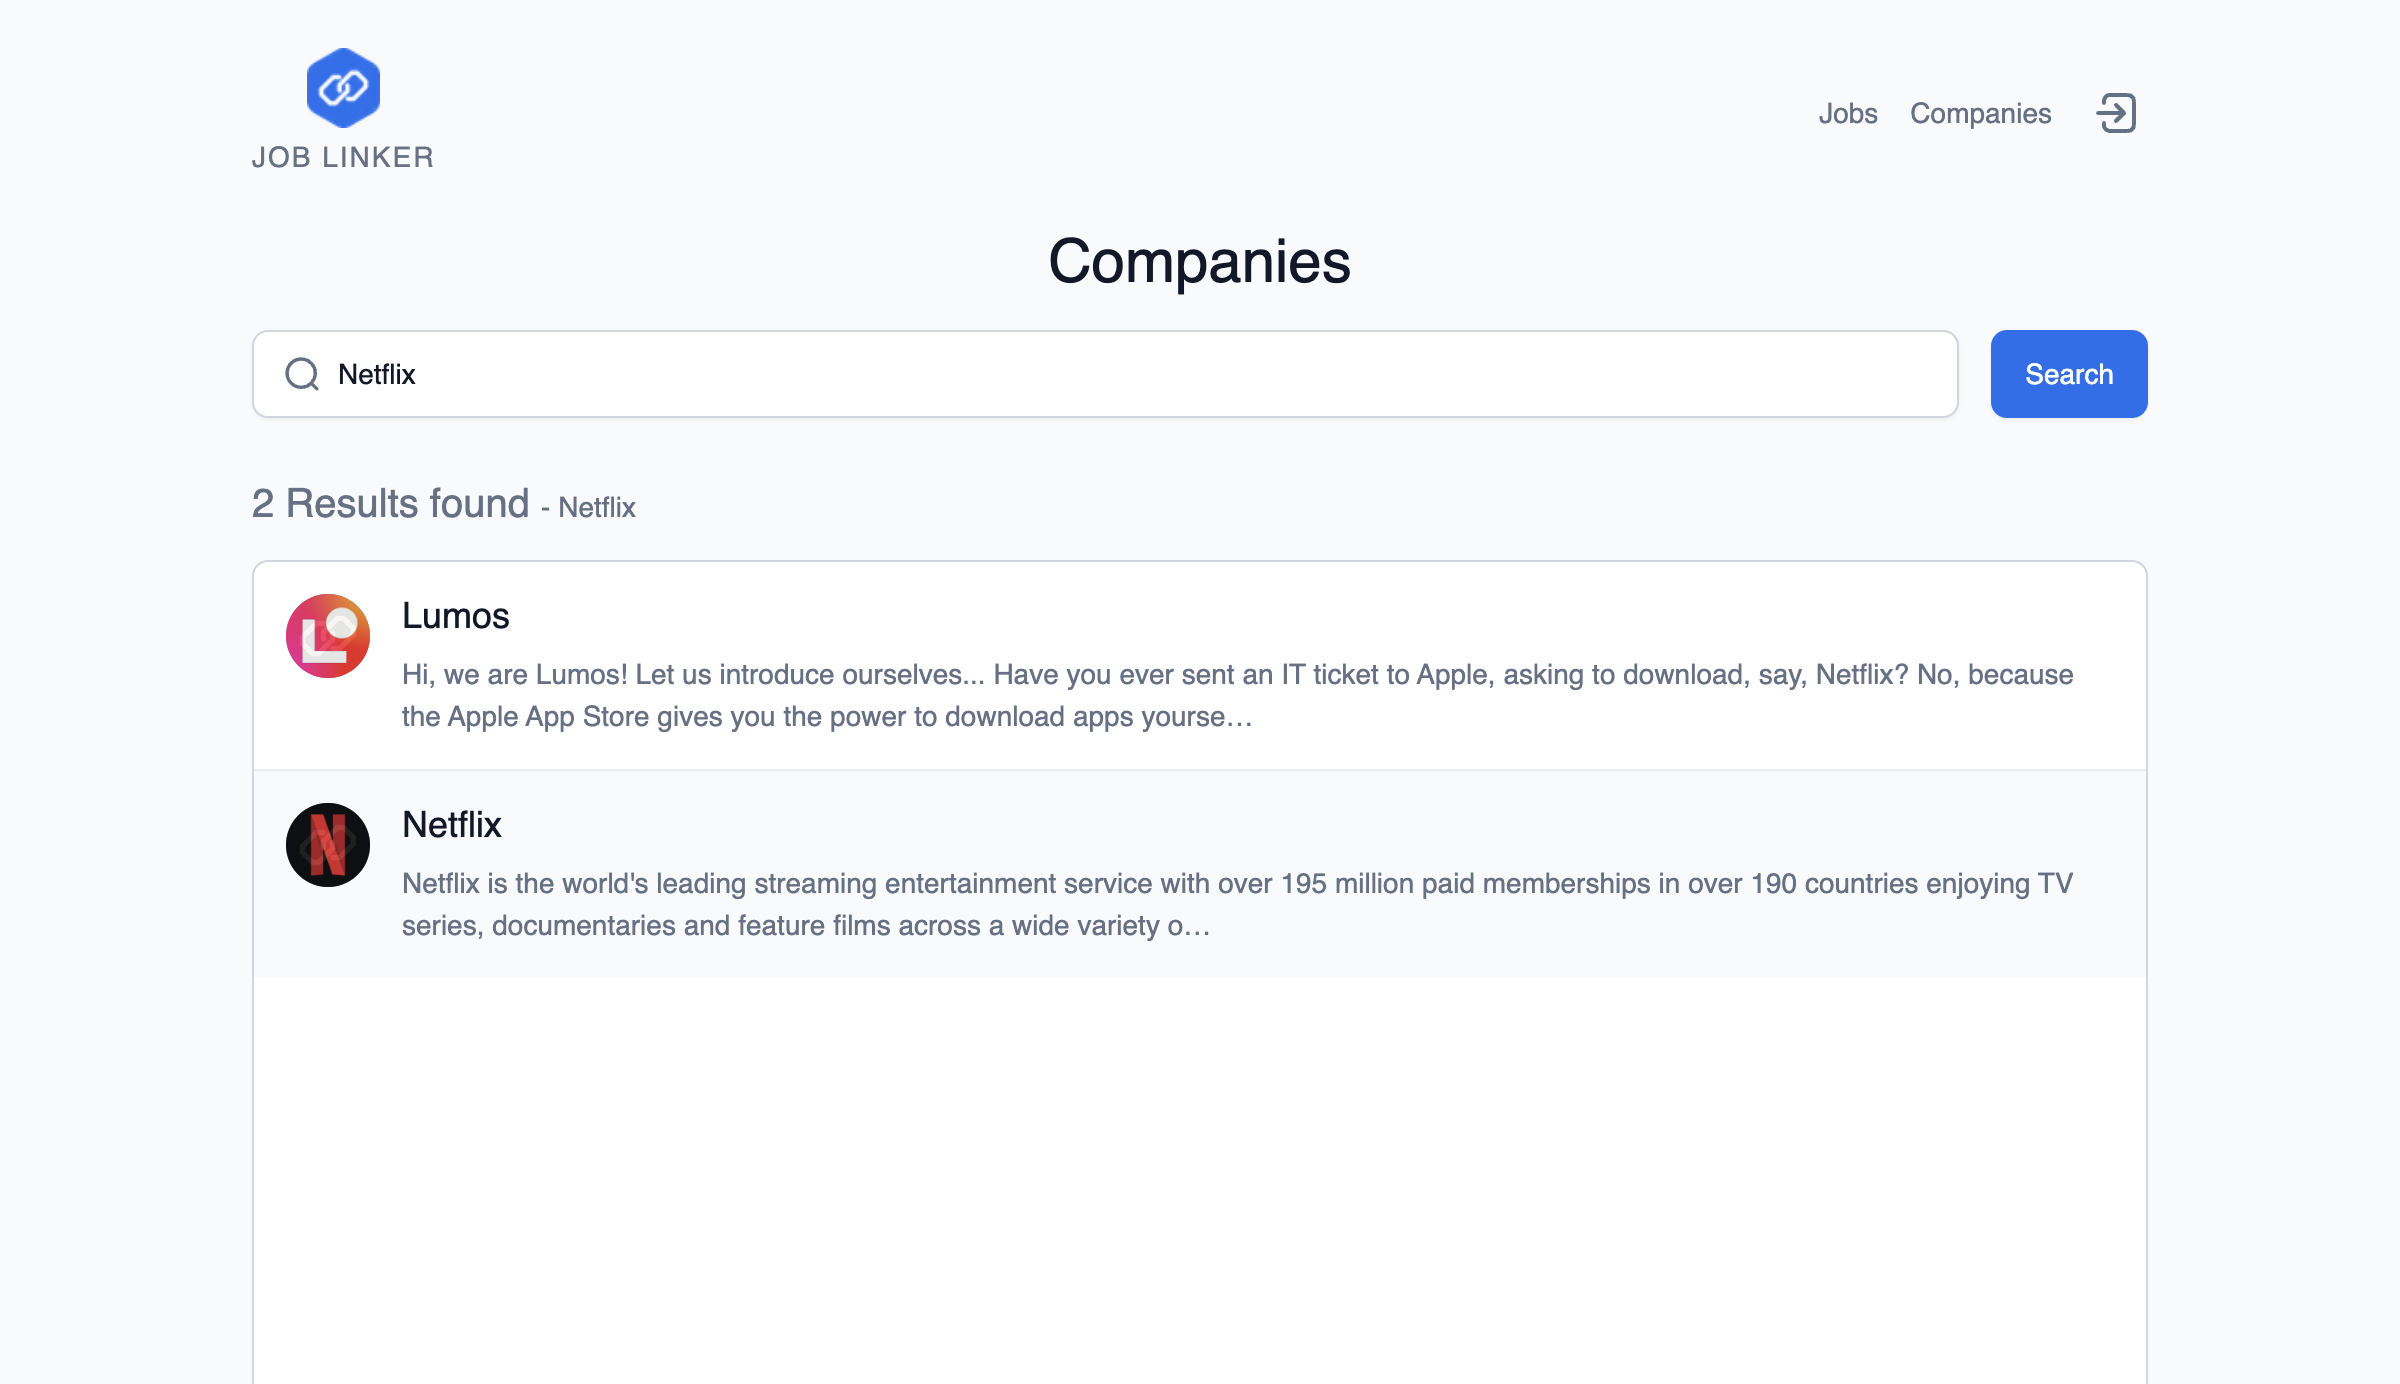 JOB LINKER
Jobs Companies
Companies
Netflix
Search
2 Results found - Netflix
Lumos
Hi, we are Lumos! Let us introduce ourselves... Have you ever sent an IT ticket to Apple, asking to download, say, Netflix? No, because
the Apple App Store gives you the power to download apps yourse…
Netflix
Netflix is the world's leading streaming entertainment service with over 195 million paid memberships in over 190 countries enjoying TV
series, documentaries and feature films across a wide variety o…